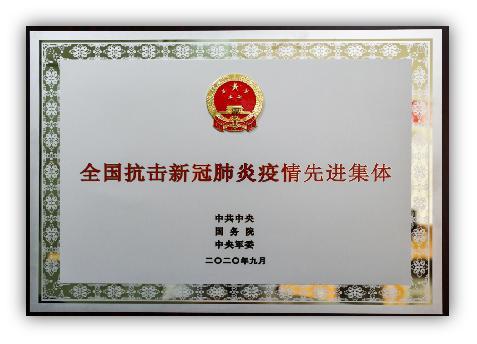 全国抗击新冠肺炎疫情先进集体
中共中央
国务院
中央军委
二〇二〇年九月